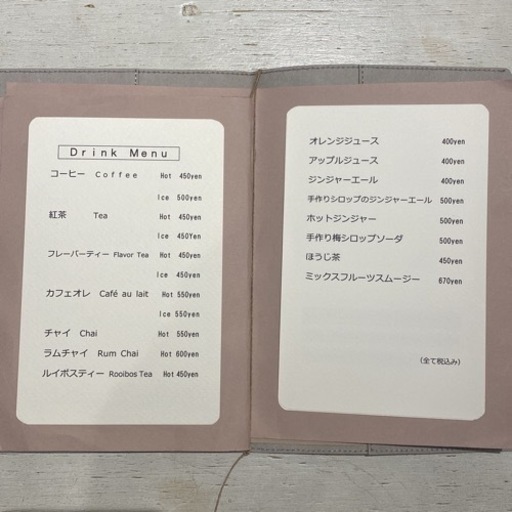 Drink Menu
コーヒー Coffee Hot 450yen
Ice 500yen
紅茶 Tea Hot 450yen
Ice 450Yen
フレーバーティー Flavor Tea Hot 450yen
Ice 450yen
カフェオレ Café au lait Hot 550yen
Ice 550yen
チャイ Chai Hot 550yen
ラムチャイ Rum Chai Hot 600yen
ルイボスティー Rooibos Tea Hot 450yen
オレンジジュース 400yen
アップルジュース 400yen
ジンジャーエール 400yen
手作りシロップのジンジャーエール 500yen
ホットジンジャー 500yen
手作り梅シロップソーダ 500yen
ほうじ茶 450yen
ミックスフルーツスムージー 670yen
（全て税込み）